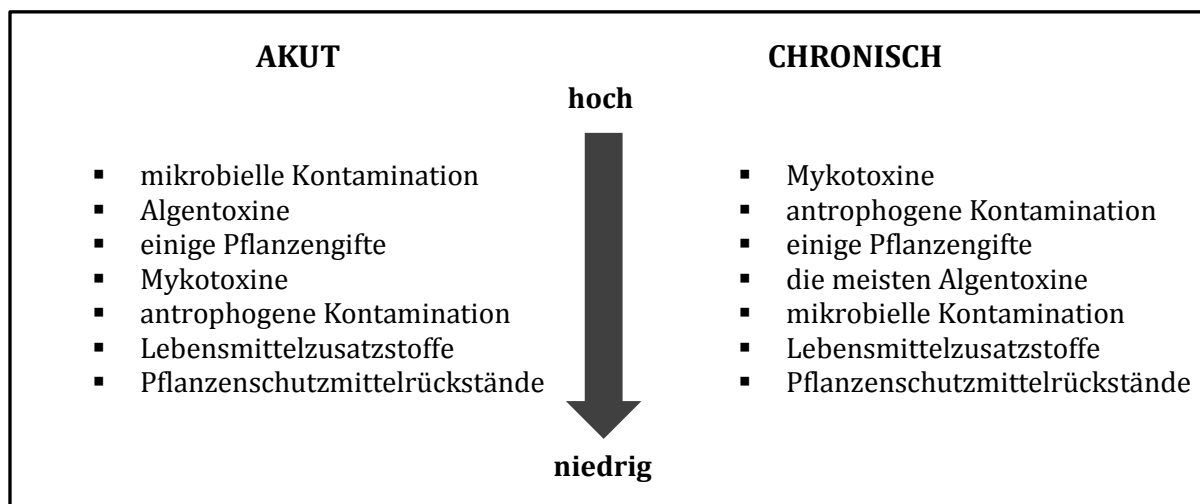 AKUT
CHRONISCH
hoch
▪ mikrobielle Kontamination
▪ Algentoxine
▪ einige Pflanzengifte
▪ Mykotoxine
▪ antrophogene Kontamination
▪ Lebensmittelzusatzstoffe
▪ Pflanzenschutzmittelrückstände
▪ Mykotoxine
▪ antrophogene Kontamination
▪ einige Pflanzengifte
▪ die meisten Algentoxine
▪ mikrobielle Kontamination
▪ Lebensmittelzusatzstoffe
▪ Pflanzenschutzmittelrückstände
niedrig